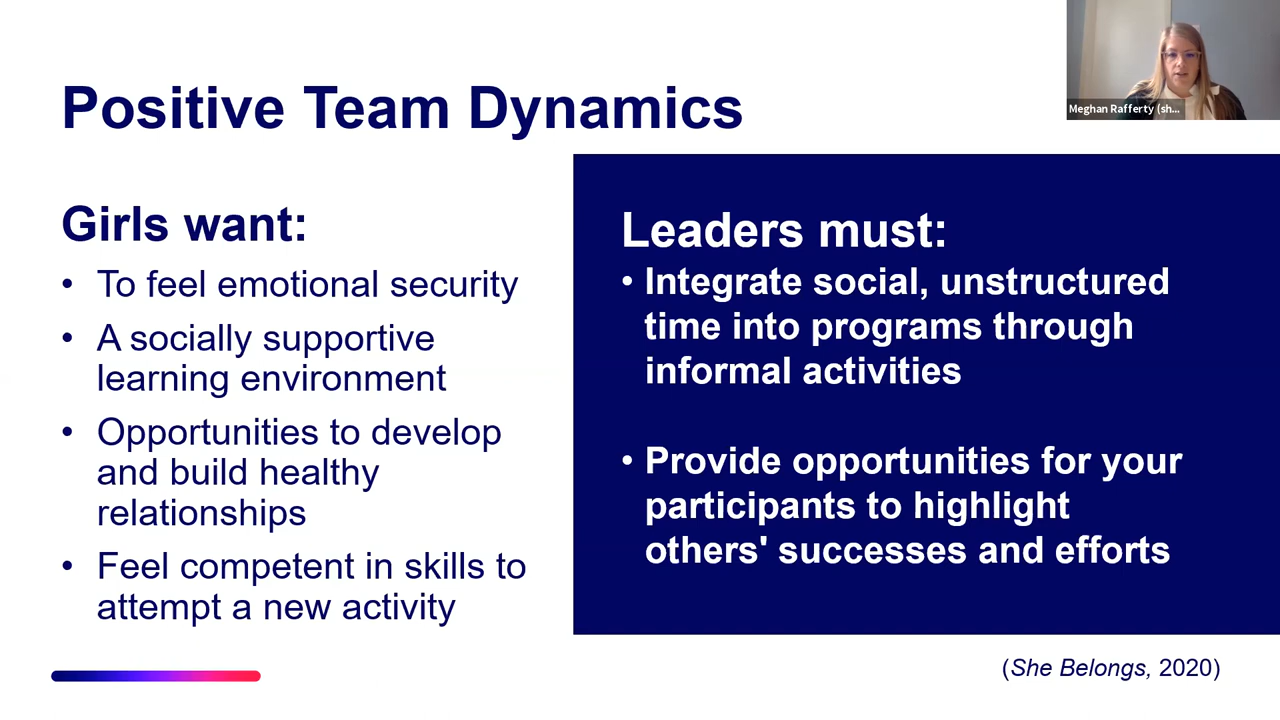 Meghan Rafferty (sh...
Positive Team Dynamics
Girls want:
• To feel emotional security
• A socially supportive
learning environment
• Opportunities to develop
and build healthy
relationships
• Feel competent in skills to
attempt a new activity
Leaders must:
• Integrate social, unstructured
time into programs through
informal activities
• Provide opportunities for your
participants to highlight
others' successes and efforts
(She Belongs, 2020)